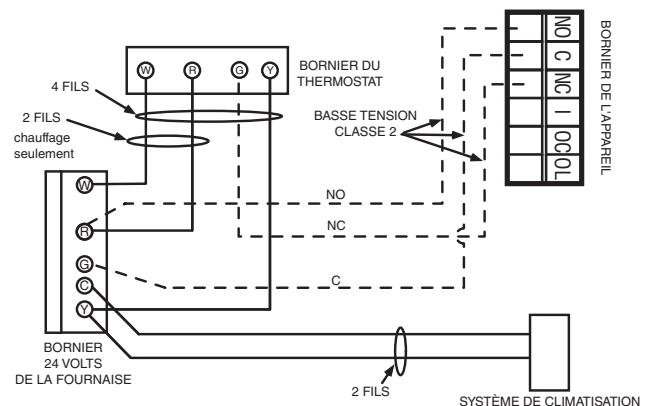 W R G Y
BORNIER DU
THERMOSTAT
4 FILS
2 FILS
chauffage
seulement
BASSE TENSION
CLASSE 2
NO
C
NC
I
OC
OL
BORNIER DE L'APPAREIL
W
R
G
C
Y
NO
NC
C
BORNIER
24 VOLTS
DE LA FOURNAISE
2 FILS
SYSTÈME DE CLIMATISATION